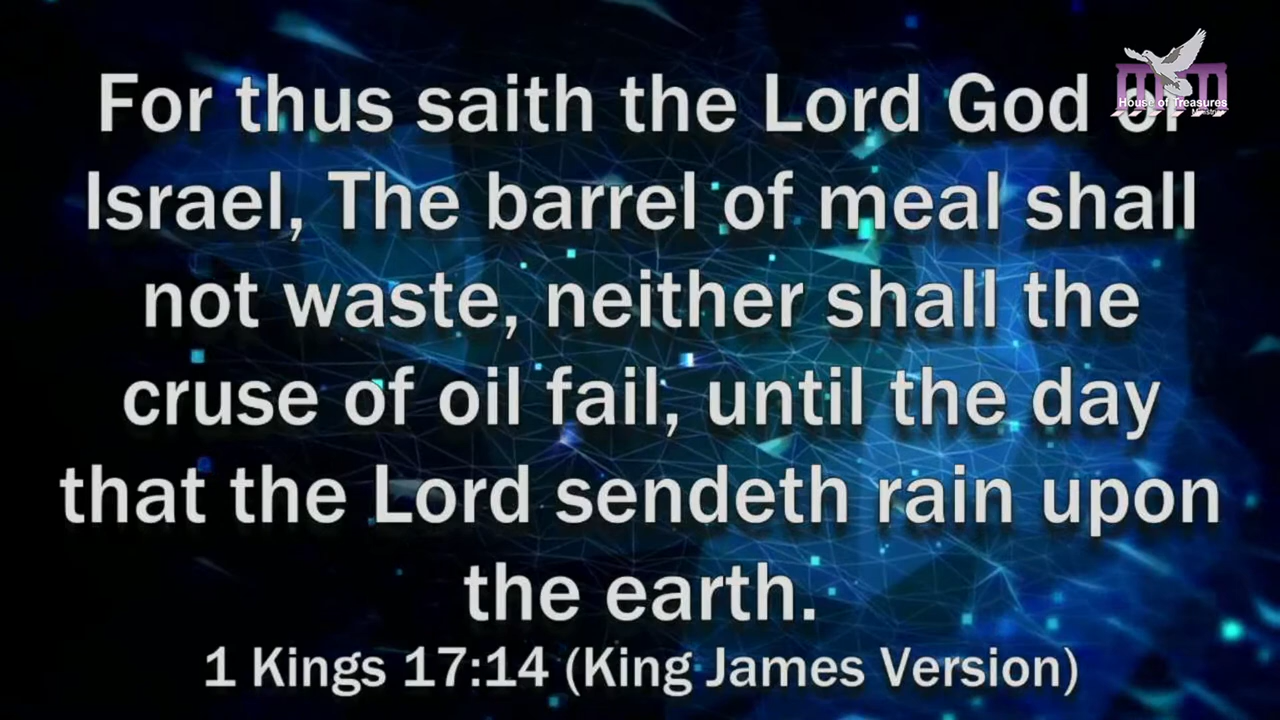 For thus saith the Lord God of
Israel, The barrel of meal shall
not waste, neither shall the
cruse of oil fail, until the day
that the Lord sendeth rain upon
the earth.
1 Kings 17:14 (King James Version)
House of Treasures